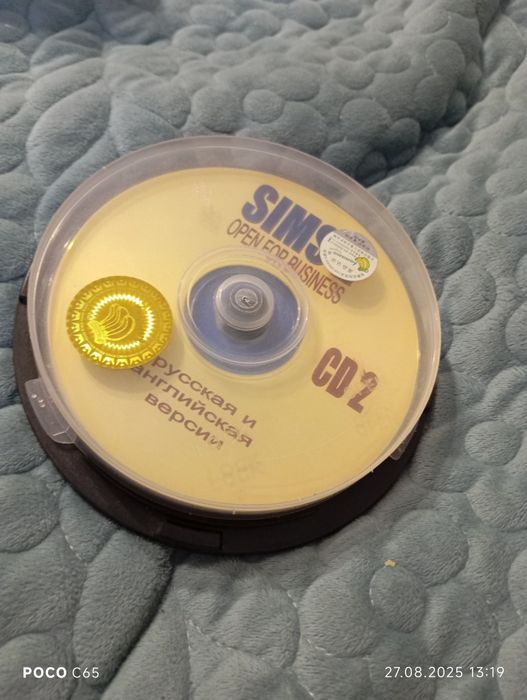 SIMS
OPEN FOR BUSINESS
CD 2
русская и
английская
версии
POCO C65
27.08.2025 13:19